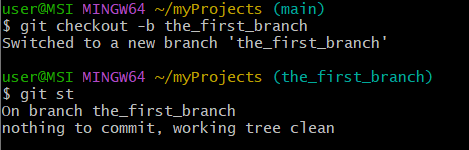 user@MSI MINGW64 ~/myProjects (main)
$ git checkout -b the_first_branch
Switched to a new branch 'the_first_branch'
user@MSI MINGW64 ~/myProjects (the_first_branch)
$ git st
On branch the_first_branch
nothing to commit, working tree clean